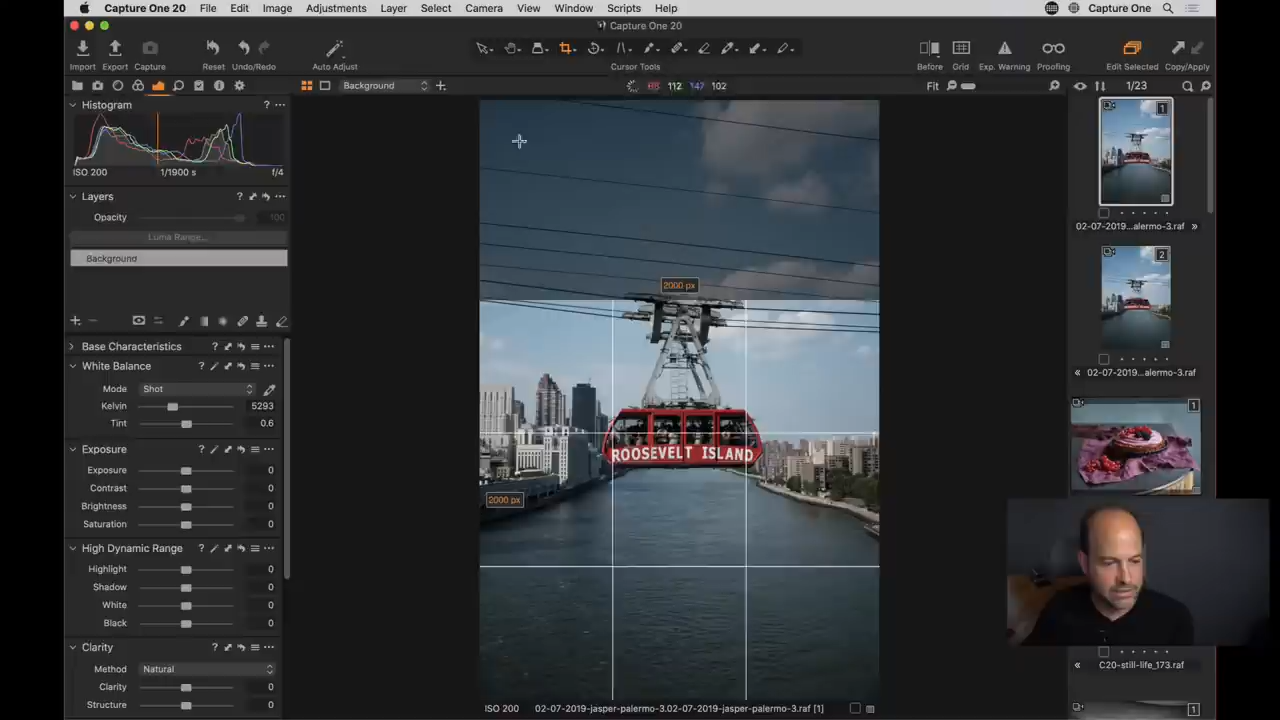 Capture One 20 File Edit Image Adjustments Layer Select Camera View Window Scripts Help Capture One
Capture One 20
Import Export Capture Reset Undo/Redo Auto Adjust Cursor Tools Before Grid Exp. Warning Proofing Edit Selected Copy/Apply
Background 112 147 102 Fit 1/23
Histogram
ISO 200 1/1900 s f/4
Layers
Opacity 100
Luma Range...
Background
Base Characteristics
White Balance
Mode Shot
Kelvin 5293
Tint 0.6
Exposure
Exposure 0
Contrast 0
Brightness 0
Saturation 0
High Dynamic Range
Highlight 0
Shadow 0
White 0
Black 0
Clarity
Method Natural
Clarity 0
Structure 0
2000 px
ROOSEVELT ISLAND
2000 px
ISO 200 02-07-2019-jasper-palermo-3.02-07-2019-jasper-palermo-3.raf [1]
1
02-07-2019...alermo-3.raf
2
02-07-2019...alermo-3.raf
1
C20-still-life_173.raf
1